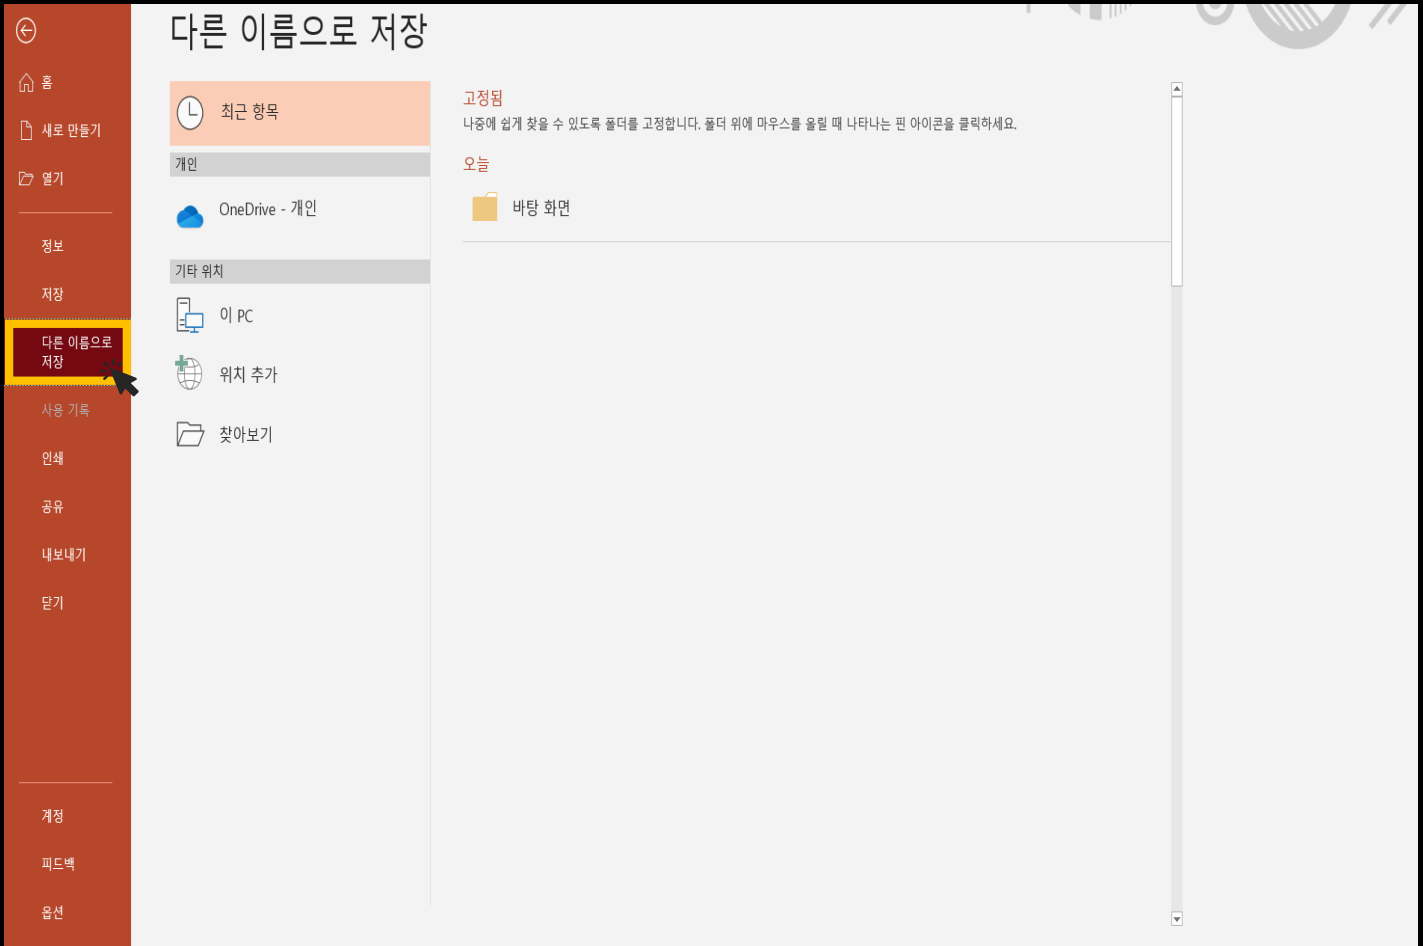 다른 이름으로 저장
홈
새로 만들기
열기
정보
저장
다른 이름으로
저장
사용 기록
인쇄
공유
내보내기
닫기
계정
피드백
옵션
최근 항목
개인
OneDrive - 개인
기타 위치
이 PC
위치 추가
찾아보기
고정됨
나중에 쉽게 찾을 수 있도록 폴더를 고정합니다. 폴더 위에 마우스를 올릴 때 나타나는 핀 아이콘을 클릭하세요.
오늘
바탕 화면